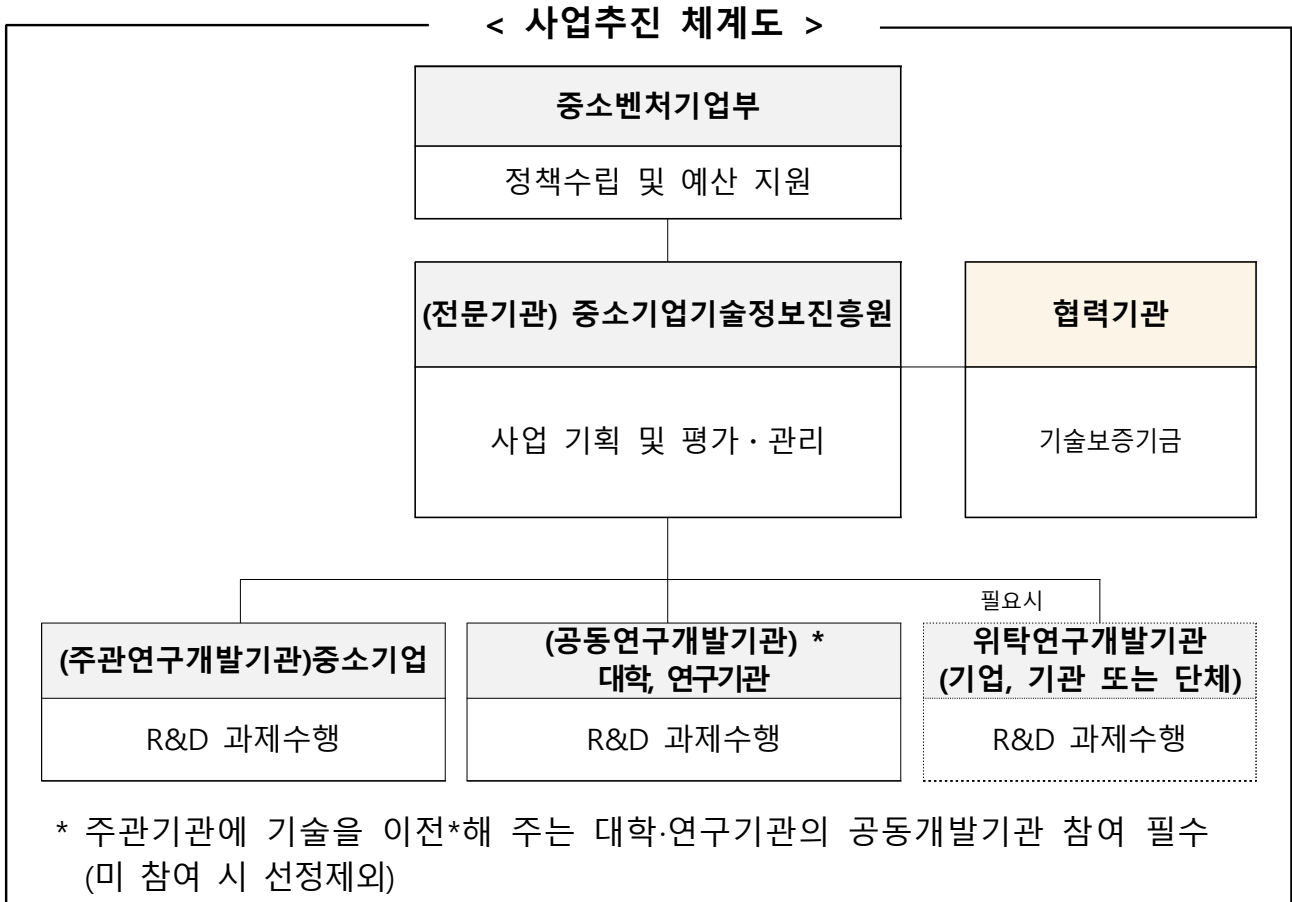 < 사업추진 체계도 >
중소벤처기업부
정책수립 및 예산 지원
(전문기관) 중소기업기술정보진흥원
협력기관
사업 기획 및 평가·관리
기술보증기금
필요시
(주관연구개발기관)중소기업
(공동연구개발기관) *
대학, 연구기관
위탁연구개발기관
(기업, 기관 또는 단체)
R&D 과제수행
R&D 과제수행
R&D 과제수행
* 주관기관에 기술을 이전*해 주는 대학·연구기관의 공동개발기관 참여 필수
(미 참여 시 선정제외)